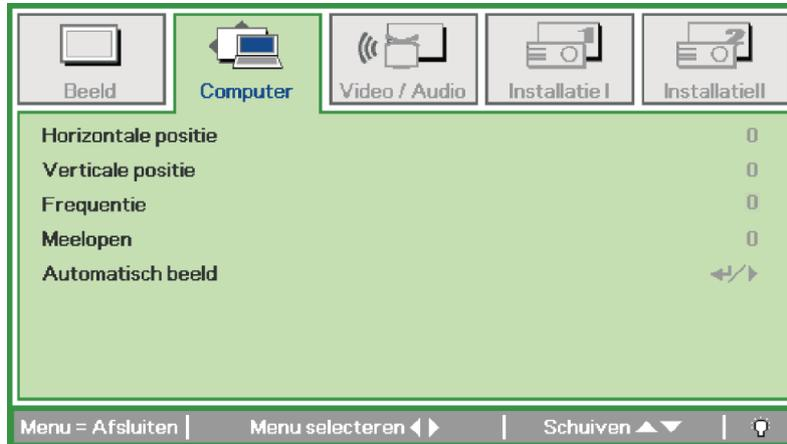 Beeld Computer Video / Audio Installatie I InstallatieII
Horizontale positie 0
Verticale positie 0
Frequentie 0
Meelopen 0
Automatisch beeld
Menu = Afsluiten Menu selecteren Schuiven